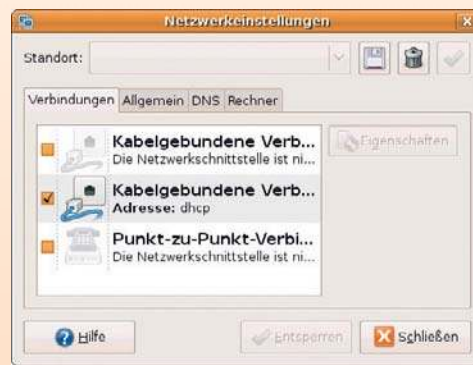 Netzwerkeinstellungen
Standort:
Verbindungen Allgemein DNS Rechner
Kabelgebundene Verb...
Die Netzwerkschnittstelle ist ni...
Eigenschaften
Kabelgebundene Verb...
Adresse: dhcp
Punkt-zu-Punkt-Verbi...
Die Netzwerkschnittstelle ist ni...
Hilfe Entsperren Schließen